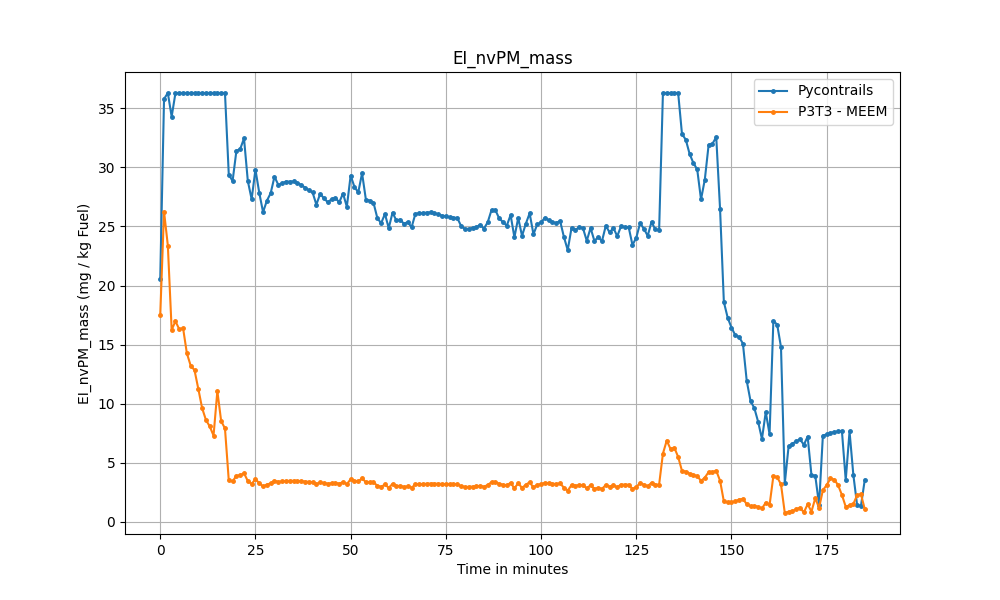 EI_nvPM_mass
Pycontrails
P3T3 - MEEM
EI_nvPM_mass (mg / kg Fuel)
35
30
25
20
15
10
5
0
0 25 50 75 100 125 150 175
Time in minutes